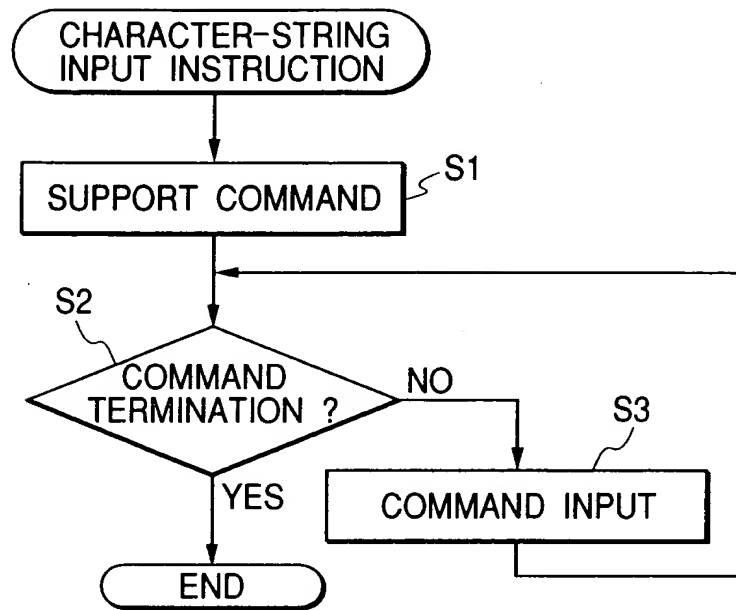 CHARACTER-STRING
INPUT INSTRUCTION
S1
SUPPORT COMMAND
S2
COMMAND
TERMINATION ?
NO
S3
COMMAND INPUT
YES
END